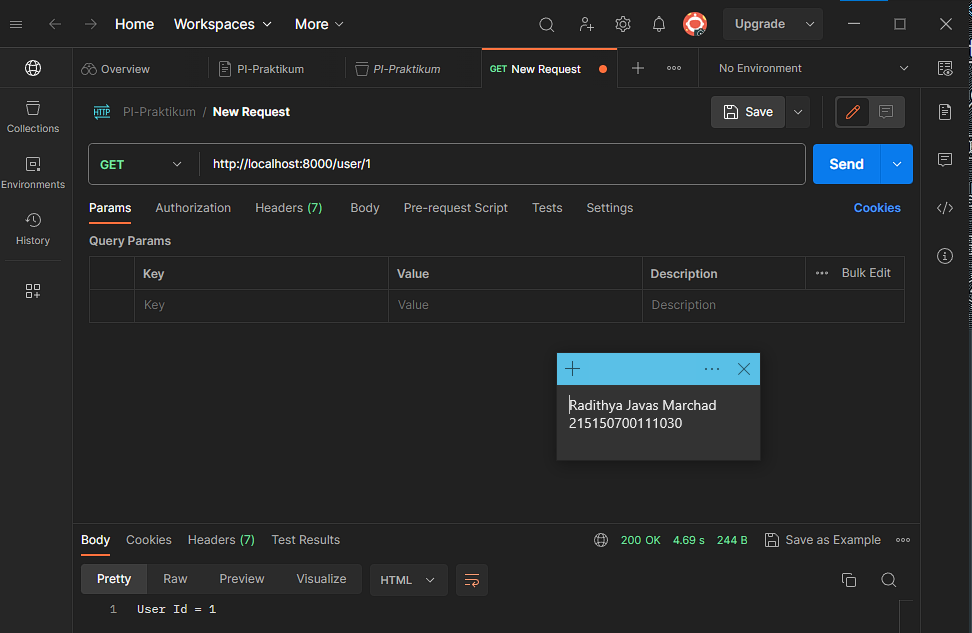 Home Workspaces More Upgrade
Overview PI-Praktikum PI-Praktikum GET New Request No Environment
HTTP PI-Praktikum / New Request Save
Collections
GET http://localhost:8000/user/1 Send
Environments
Params Authorization Headers (7) Body Pre-request Script Tests Settings Cookies
History
Query Params
Key Value Description Bulk Edit
Key Value Description
Radithya Javas Marchad
215150700111030
Body Cookies Headers (7) Test Results 200 OK 4.69 s 244 B Save as Example
Pretty Raw Preview Visualize HTML
1 User Id = 1